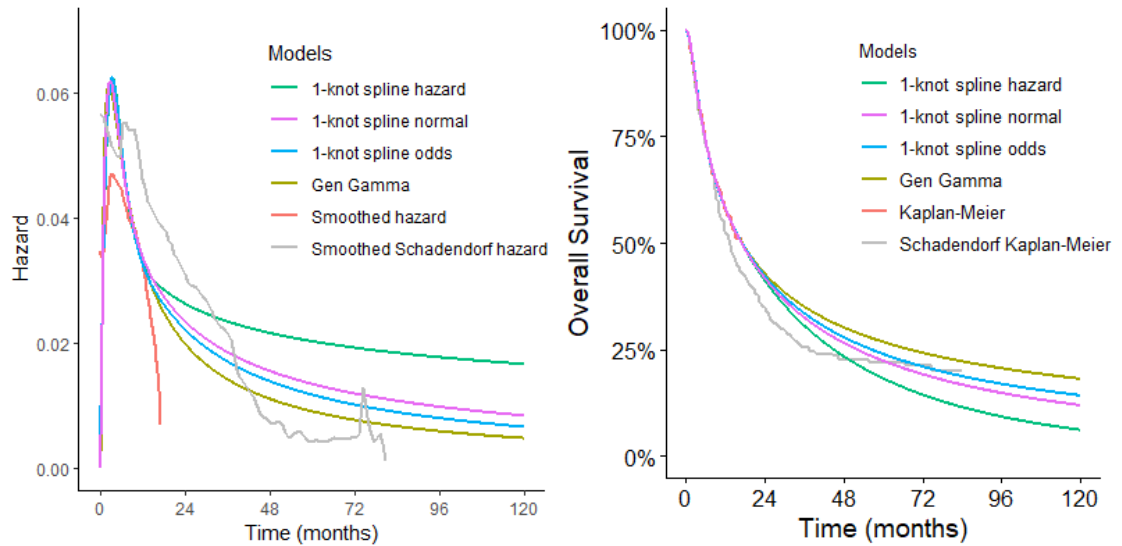 Models
1-knot spline hazard
1-knot spline normal
1-knot spline odds
Gen Gamma
Smoothed hazard
Smoothed Schadendorf hazard
Hazard
0.06
0.04
0.02
0.00
0 24 48 72 96 120
Time (months)
Models
1-knot spline hazard
1-knot spline normal
1-knot spline odds
Gen Gamma
Kaplan-Meier
Schadendorf Kaplan-Meier
Overall Survival
100%
75%
50%
25%
0%
0 24 48 72 96 120
Time (months)